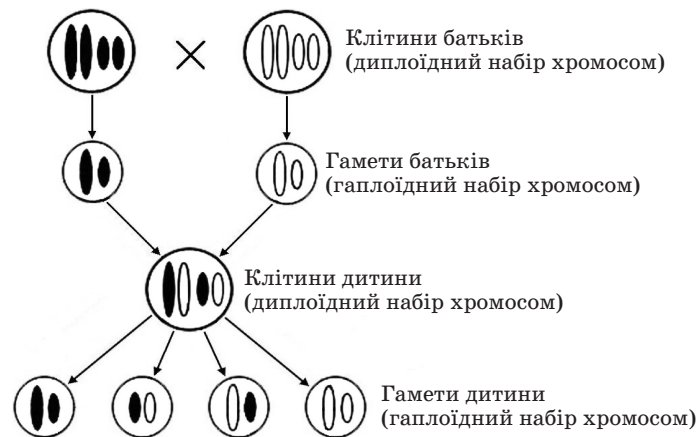 Клітини батьків
(диплоїдний набір хромосом)
Гамети батьків
(гаплоїдний набір хромосом)
Клітини дитини
(диплоїдний набір хромосом)
Гамети дитини
(гаплоїдний набір хромосом)